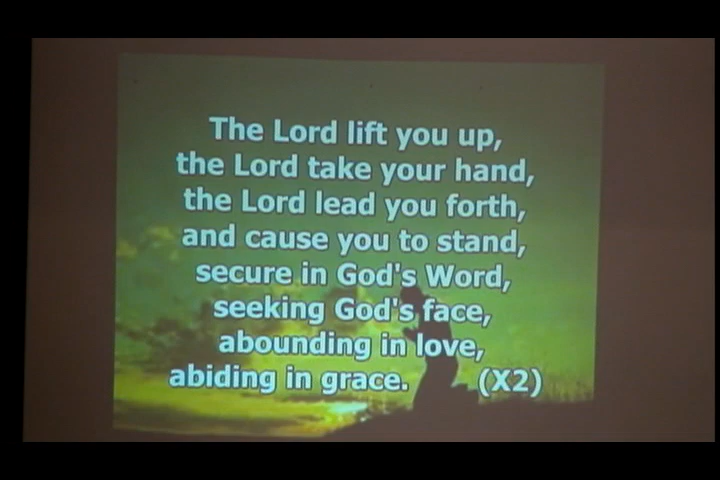 The Lord lift you up,
the Lord take your hand,
the Lord lead you forth,
and cause you to stand,
secure in God's Word,
seeking God's face,
abounding in love,
abiding in grace. (X2)